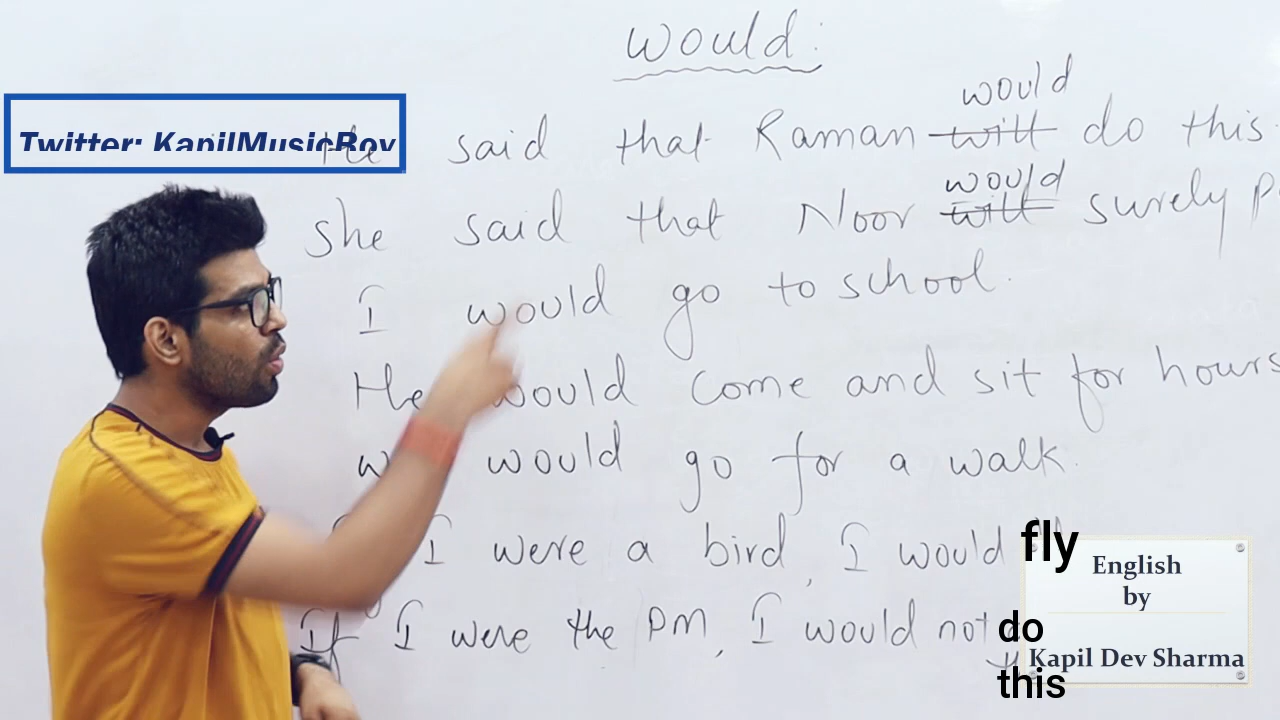 would:
Twitter: KapilMusicBoy
would
He said that Raman will do this
would
She said that Noor will surely
I would go to school.
He would come and sit for hours
would go for a walk.
I were a bird, I would fly
If I were the PM, I would not do
this
English
by
Kapil Dev Sharma